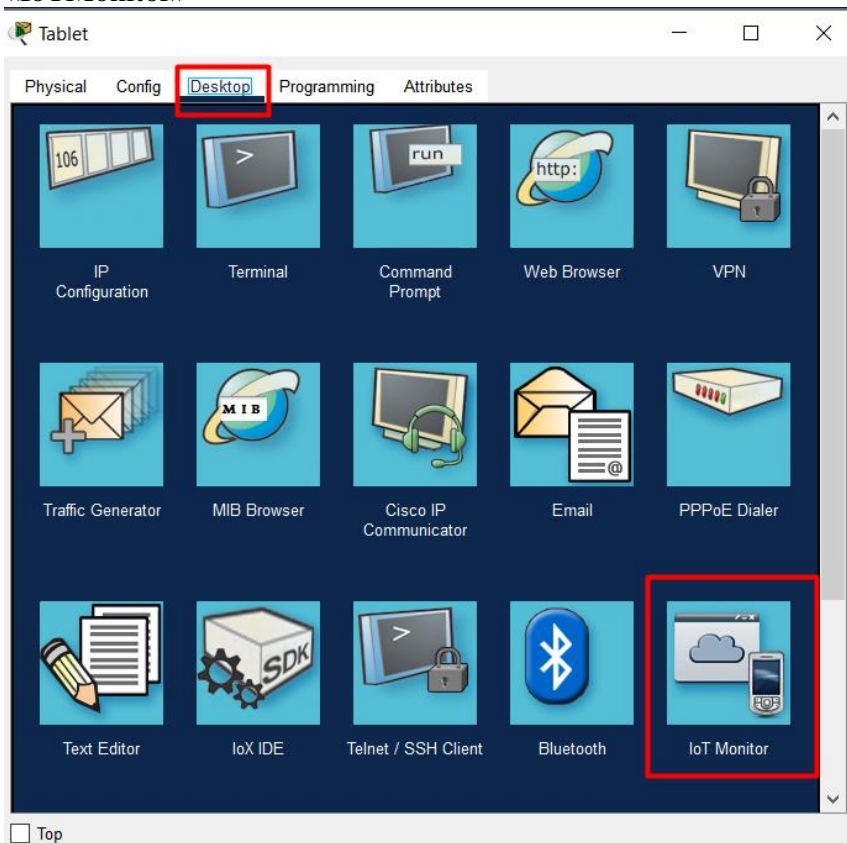 Tablet
Physical Config Desktop Programming Attributes
106
>
run
http:
IP
Configuration
Terminal
Command
Prompt
Web Browser
VPN
MIB
@
Traffic Generator
MIB Browser
Cisco IP
Communicator
Email
PPPoE Dialer
SDK
>
Text Editor
IoX IDE
Telnet / SSH Client
Bluetooth
IoT Monitor
Top